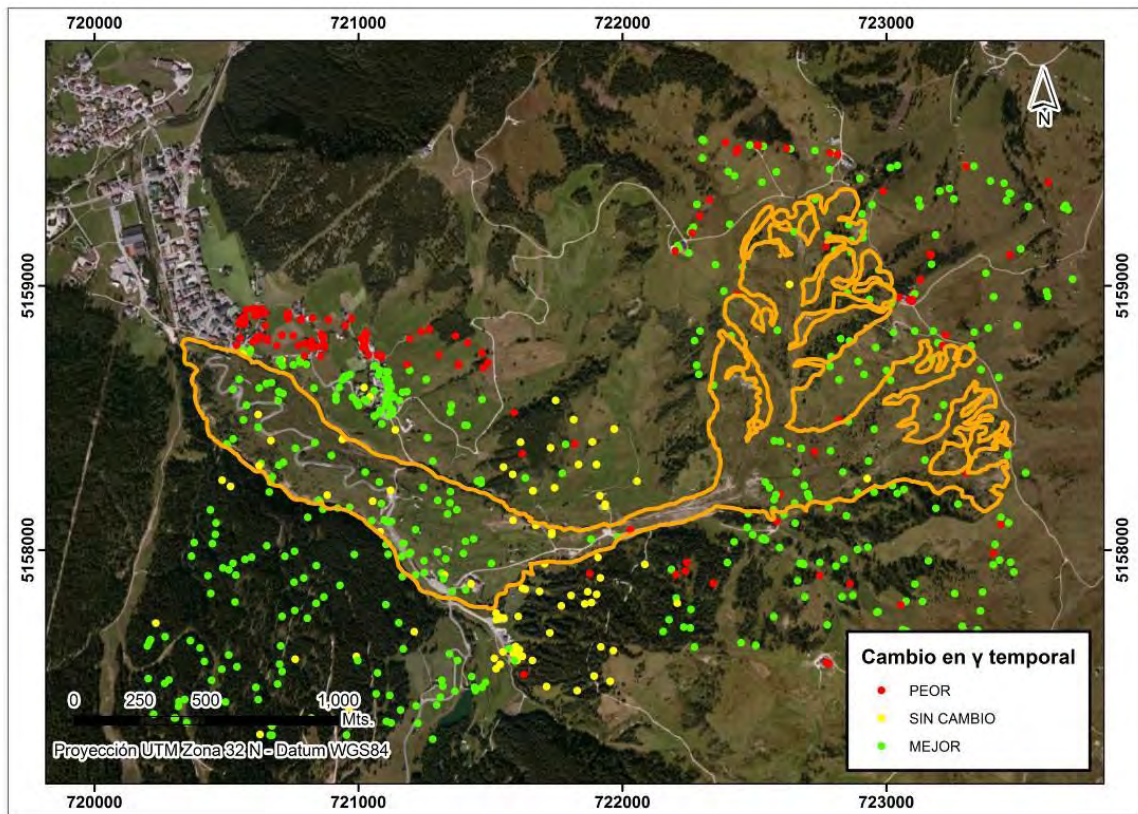 720000 721000 722000 723000
N
5159000 5159000
5158000 5158000
Cambio en γ temporal
PEOR
SIN CAMBIO
MEJOR
0 250 500 1,000
Mts.
Proyección UTM Zona 32 N - Datum WGS84
720000 721000 722000 723000